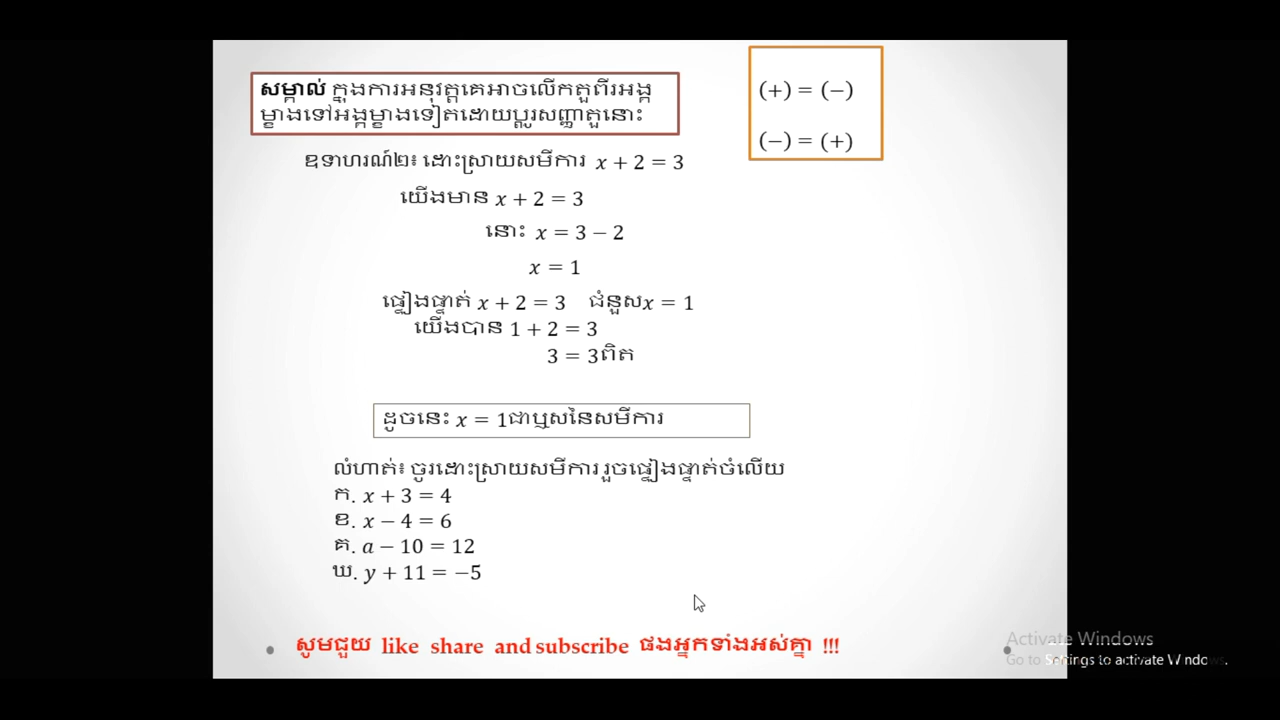 សម្គាល់ ក្នុងការអនុវត្តគេអាចលើកតួពីរអង្គ
ម្ខាងទៅអង្គម្ខាងទៀតដោយប្តូរសញ្ញាតួនោះ
(+) = (−)
(−) = (+)
ឧទាហរណ៍២៖ ដោះស្រាយសមីការ x + 2 = 3
យើងមាន x + 2 = 3
នោះ x = 3 − 2
x = 1
ផ្ទៀងផ្ទាត់ x + 2 = 3 ជំនួសx = 1
យើងបាន 1 + 2 = 3
3 = 3ពិត
ដូចនេះ x = 1ជាឬសនៃសមីការ
លំហាត់៖ ចូរដោះស្រាយសមីការ រួចផ្ទៀងផ្ទាត់ចំលើយ
ក. x + 3 = 4
ខ. x − 4 = 6
គ. a − 10 = 12
ឃ. y + 11 = −5
• សូមជួយ like share and subscribe ផងអ្នកទាំងអស់គ្នា !!!
Activate Windows